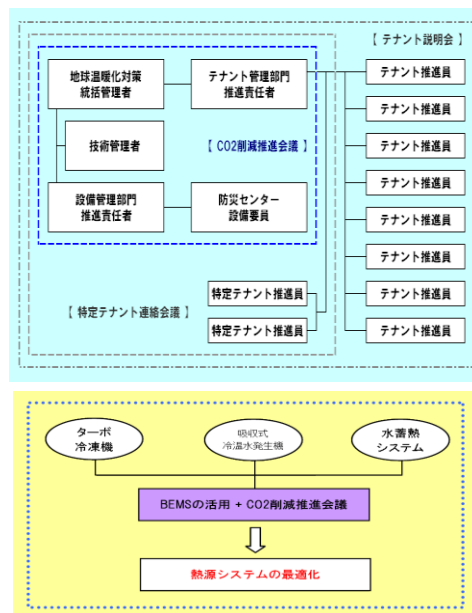 【 テナント説明会 】
地球温暖化対策
統括管理者
テナント管理部門
推進責任者
テナント推進員
テナント推進員
技術管理者
【 CO2削減推進会議 】
テナント推進員
設備管理部門
推進責任者
防災センター
設備要員
テナント推進員
テナント推進員
テナント推進員
特定テナント推進員
テナント推進員
【 特定テナント連絡会議 】
特定テナント推進員
テナント推進員
ターボ
冷凍機
吸収式
冷温水発生機
水蓄熱
システム
BEMSの活用 + CO2削減推進会議
熱源システムの最適化